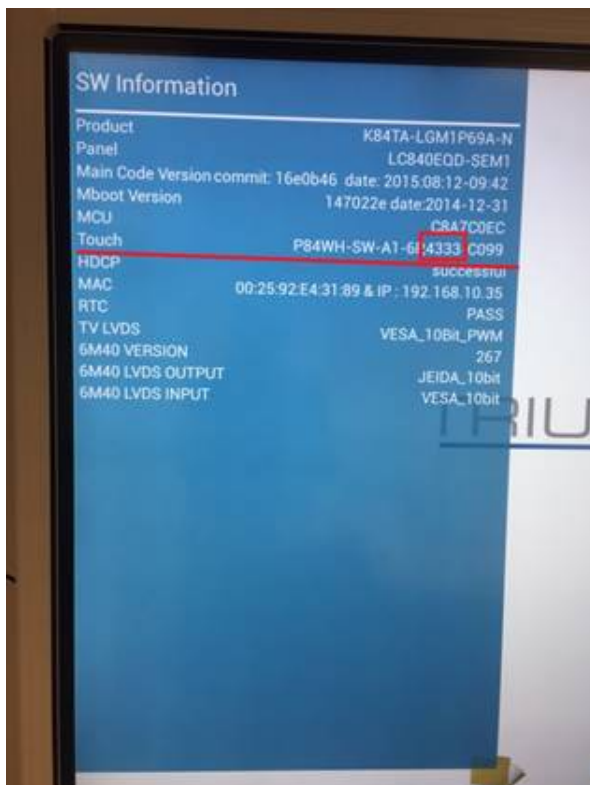 SW Information
Product K84TA-LGM1P69A-N
Panel LC840EQD-SEM1
Main Code Version commit: 16e0b46 date: 2015:08:12-09:42
Mboot Version 147022e date:2014-12-31
MCU C8A7C0EC
Touch P84WH-SW-A1-6R4333 C099
HDCP successful
MAC 00:25:92:E4:31:89 & IP : 192.168.10.35
RTC PASS
TV LVDS VESA_10Bit_PWM
6M40 VERSION 267
6M40 LVDS OUTPUT JEIDA_10bit
6M40 LVDS INPUT VESA_10bit
TRIU